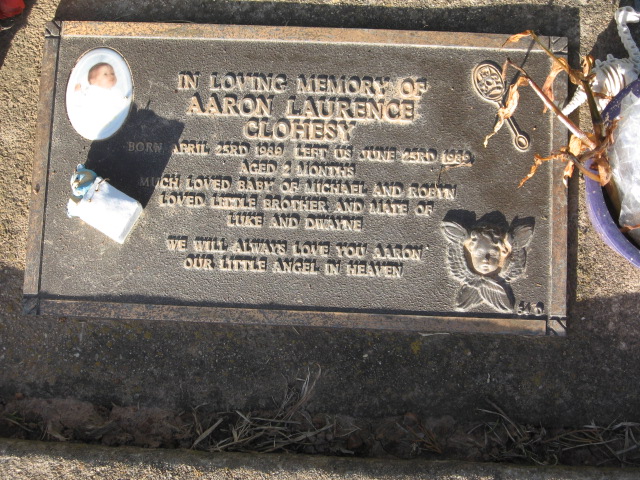 IN LOVING MEMORY OF
AARON LAURENCE
CLOHESY
BORN APRIL 23RD 1989 LEFT US JUNE 23RD 1989
AGED 2 MONTHS
MUCH LOVED BABY OF MICHAEL AND ROBYN
LOVED LITTLE BROTHER AND MATE OF
LUKE AND DWAYNE
WE WILL ALWAYS LOVE YOU AARON
OUR LITTLE ANGEL IN HEAVEN